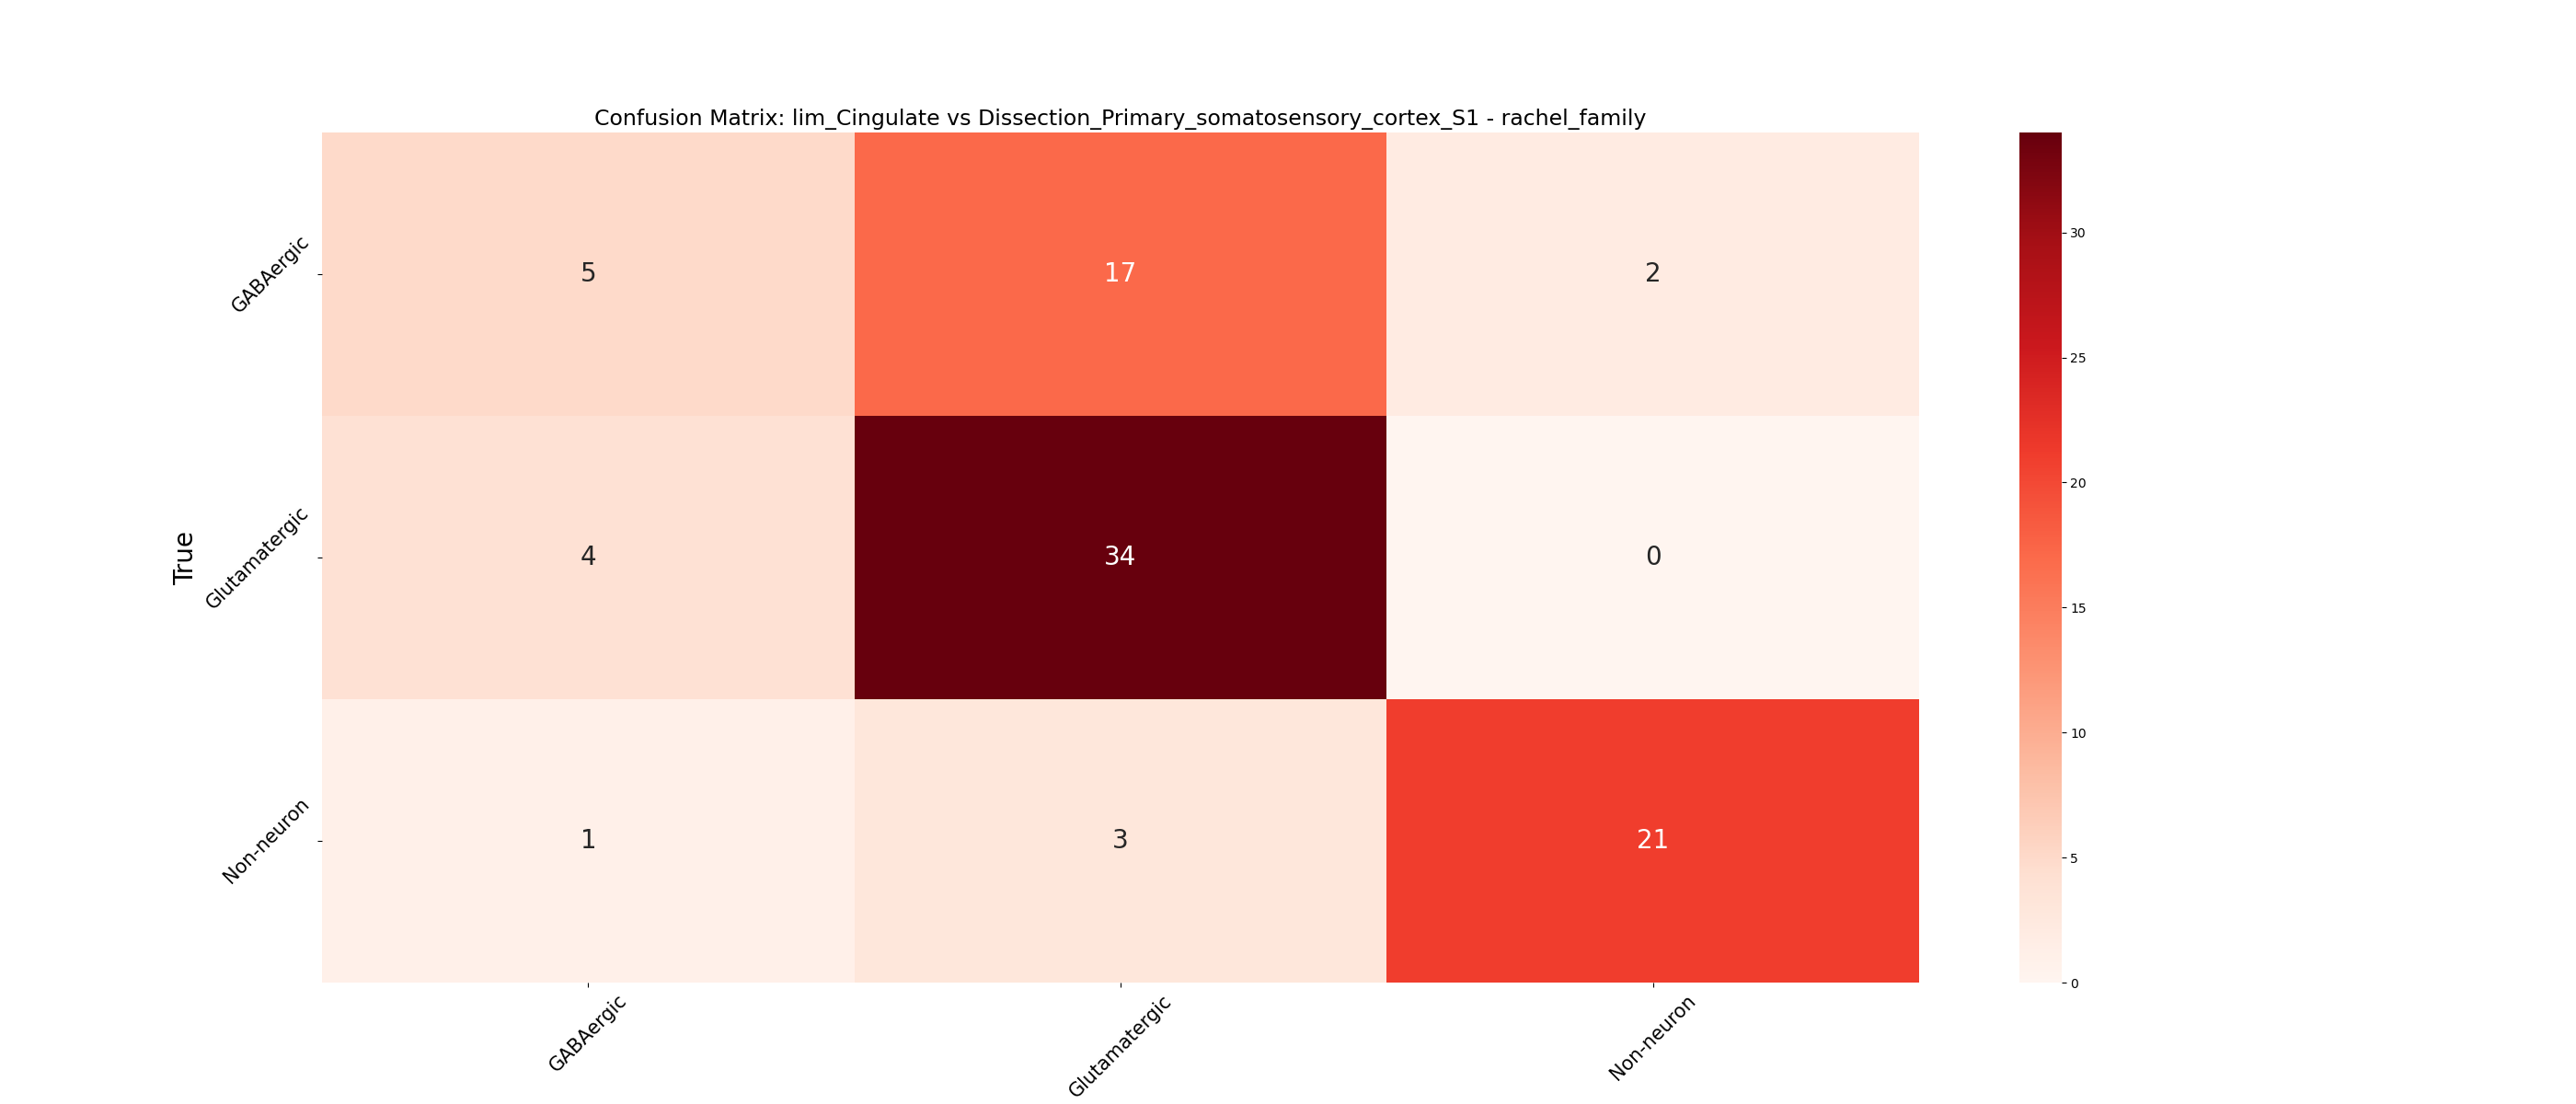 Confusion Matrix: lim_Cingulate vs Dissection_Primary_somatosensory_cortex_S1 - rachel_family
True
GABAergic
5
17
2
Glutamatergic
4
34
0
Non-neuron
1
3
21
GABAergic
Glutamatergic
Non-neuron
30
25
20
15
10
5
0